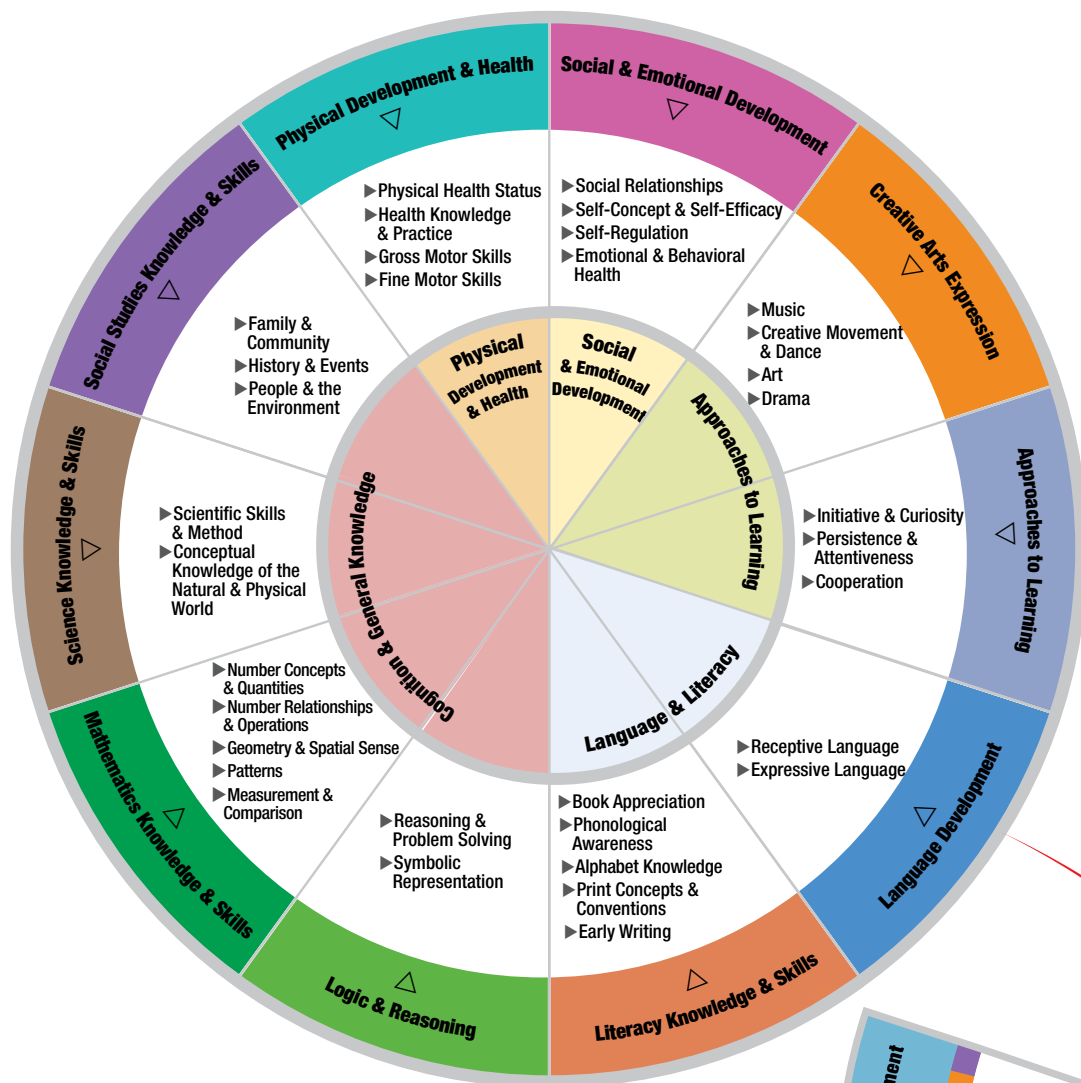 Physical Development & Health
▶Physical Health Status
▶Health Knowledge
& Practice
▶Gross Motor Skills
▶Fine Motor Skills
Social & Emotional Development
▶Social Relationships
▶Self-Concept & Self-Efficacy
▶Self-Regulation
▶Emotional & Behavioral
Health
Creative Arts Expression
▶Music
▶Creative Movement
& Dance
▶Art
▶Drama
Approaches to Learning
▶Initiative & Curiosity
▶Persistence &
Attentiveness
▶Cooperation
Language Development
▶Receptive Language
▶Expressive Language
Literacy Knowledge & Skills
▶Book Appreciation
▶Phonological
Awareness
▶Alphabet Knowledge
▶Print Concepts &
Conventions
▶Early Writing
Logic & Reasoning
▶Reasoning &
Problem Solving
▶Symbolic
Representation
Mathematics Knowledge & Skills
▶Number Concepts
& Quantities
▶Number Relationships
& Operations
▶Geometry & Spatial Sense
▶Patterns
▶Measurement &
Comparison
Science Knowledge & Skills
▶Scientific Skills
& Method
▶Conceptual
Knowledge of the
Natural & Physical
World
Social Studies Knowledge & Skills
▶Family &
Community
▶History & Events
▶People & the
Environment
Physical
Development
& Health
Social
& Emotional
Development
Approaches to Learning
Language & Literacy
Cognition & General Knowledge
ment